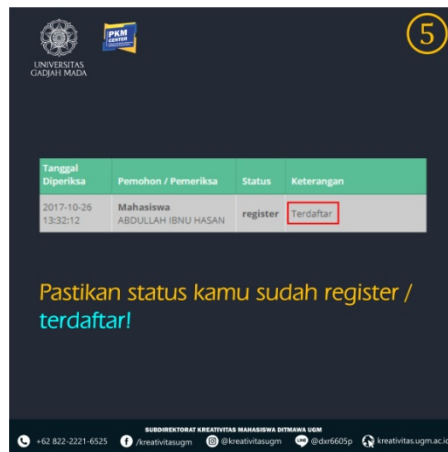 UNIVERSITAS
GADJAH MADA
PKM
CENTER
5
Tanggal Diperiksa Pemohon / Pemeriksa Status Keterangan
2017-10-26 13:32:12 Mahasiswa ABDULLAH IBNU HASAN register Terdaftar
Pastikan status kamu sudah register /
terdaftar!
SUBDIREKTORAT KREATIVITAS MAHASISWA DITMAWA UGM
+62 822-2221-6525 /kreativitasugm @kreativitasugm @dxr6605p kreativitas.ugm.ac.id